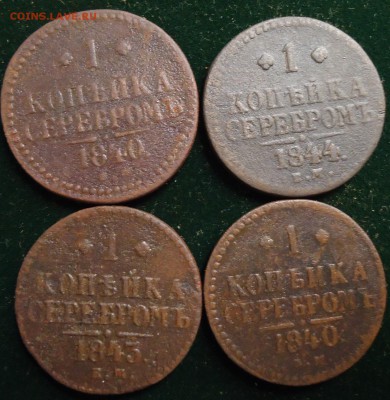 COINS.LAVE.RU
1
КОПѢЙКА
СЕРЕБРОМЪ
1840.
1
КОПѢЙКА
СЕРЕБРОМЪ
1844.
1
КОПѢЙКА
СЕРЕБРОМЪ
1843.
Е. М.
1
КОПѢЙКА
СЕРЕБРОМЪ
1840.